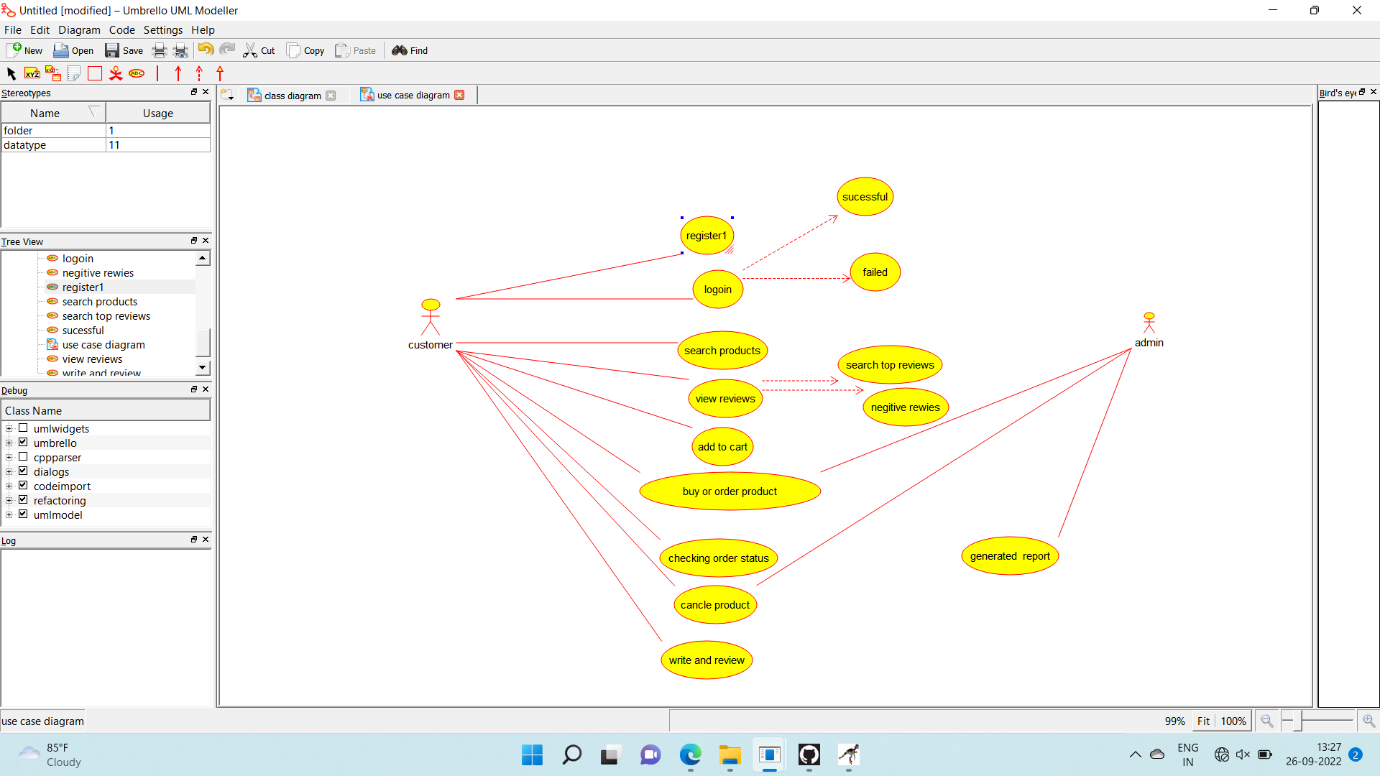 Untitled [modified] – Umbrello UML Modeller
File Edit Diagram Code Settings Help
New Open Save Cut Copy Paste Find
XYZ ABC
Stereotypes
Name Usage
folder 1
datatype 11
Tree View
logoin
negitive rewies
register1
search products
search top reviews
sucessful
use case diagram
view reviews
write and review
Debug
Class Name
umlwidgets
umbrello
cppparser
dialogs
codeimport
refactoring
umlmodel
Log
class diagram use case diagram
Bird's eye
sucessful
register1
failed
logoin
customer
admin
search products
search top reviews
view reviews
negitive rewies
add to cart
buy or order product
checking order status
generated report
cancle product
write and review
use case diagram
99% Fit 100%
85°F
Cloudy
ENG
IN
13:27
26-09-2022
2